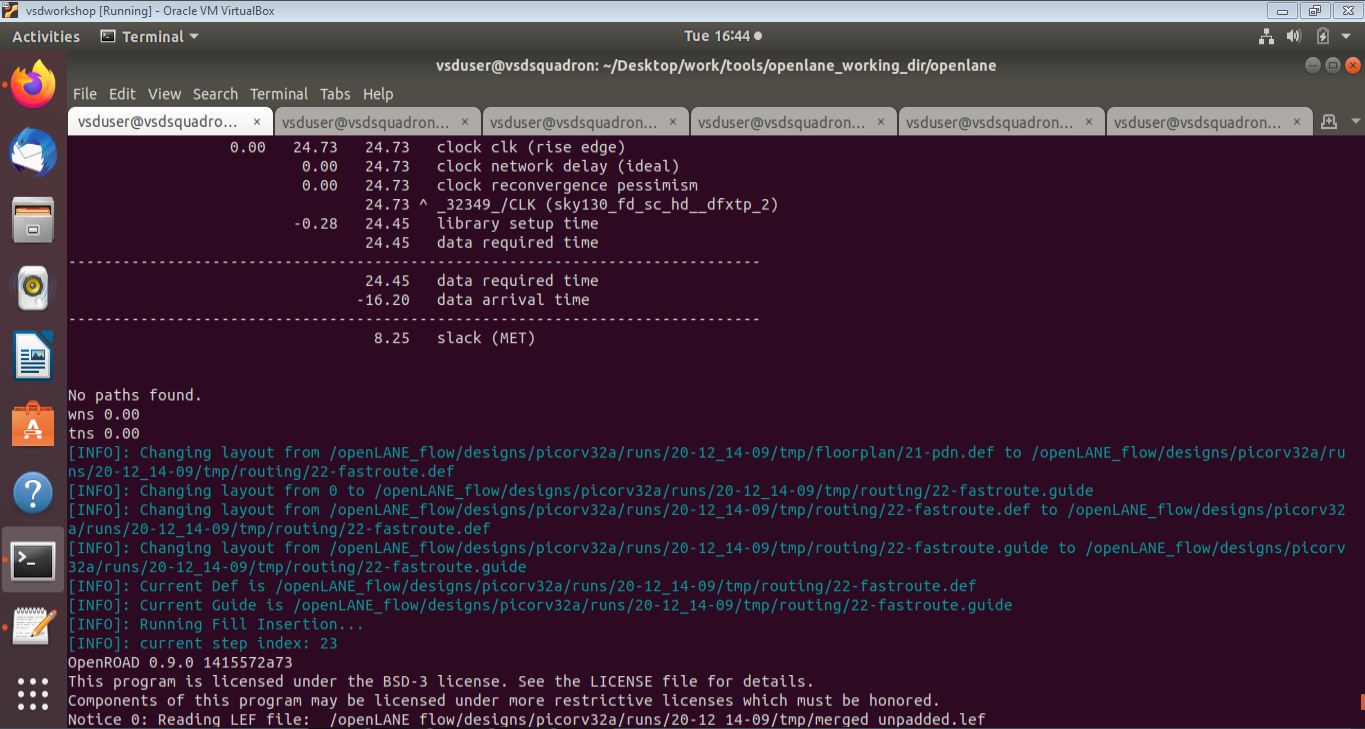 vsdworkshop [Running] - Oracle VM VirtualBox
Activities Terminal Tue 16:44
vsduser@vsdsquadron: ~/Desktop/work/tools/openlane_working_dir/openlane
File Edit View Search Terminal Tabs Help
vsduser@vsdsquadro... × vsduser@vsdsquadron... × vsduser@vsdsquadron... × vsduser@vsdsquadron... × vsduser@vsdsquadron... × vsduser@vsdsquadron... ×
0.00 24.73 24.73 clock clk (rise edge)
0.00 24.73 clock network delay (ideal)
0.00 24.73 clock reconvergence pessimism
24.73 ^ _32349_/CLK (sky130_fd_sc_hd__dfxtp_2)
-0.28 24.45 library setup time
24.45 data required time
-----------------------------------------------------------------------------
24.45 data required time
-16.20 data arrival time
-----------------------------------------------------------------------------
8.25 slack (MET)
No paths found.
wns 0.00
tns 0.00
[INFO]: Changing layout from /openLANE_flow/designs/picorv32a/runs/20-12_14-09/tmp/floorplan/21-pdn.def to /openLANE_flow/designs/picorv32a/ru
ns/20-12_14-09/tmp/routing/22-fastroute.def
[INFO]: Changing layout from 0 to /openLANE_flow/designs/picorv32a/runs/20-12_14-09/tmp/routing/22-fastroute.guide
[INFO]: Changing layout from /openLANE_flow/designs/picorv32a/runs/20-12_14-09/tmp/routing/22-fastroute.def to /openLANE_flow/designs/picorv32
a/runs/20-12_14-09/tmp/routing/22-fastroute.def
[INFO]: Changing layout from /openLANE_flow/designs/picorv32a/runs/20-12_14-09/tmp/routing/22-fastroute.guide to /openLANE_flow/designs/picorv
32a/runs/20-12_14-09/tmp/routing/22-fastroute.guide
[INFO]: Current Def is /openLANE_flow/designs/picorv32a/runs/20-12_14-09/tmp/routing/22-fastroute.def
[INFO]: Current Guide is /openLANE_flow/designs/picorv32a/runs/20-12_14-09/tmp/routing/22-fastroute.guide
[INFO]: Running Fill Insertion...
[INFO]: current step index: 23
OpenROAD 0.9.0 1415572a73
This program is licensed under the BSD-3 license. See the LICENSE file for details.
Components of this program may be licensed under more restrictive licenses which must be honored.
Notice 0: Reading LEF file:  /openLANE_flow/designs/picorv32a/runs/20-12_14-09/tmp/merged_unpadded.lef